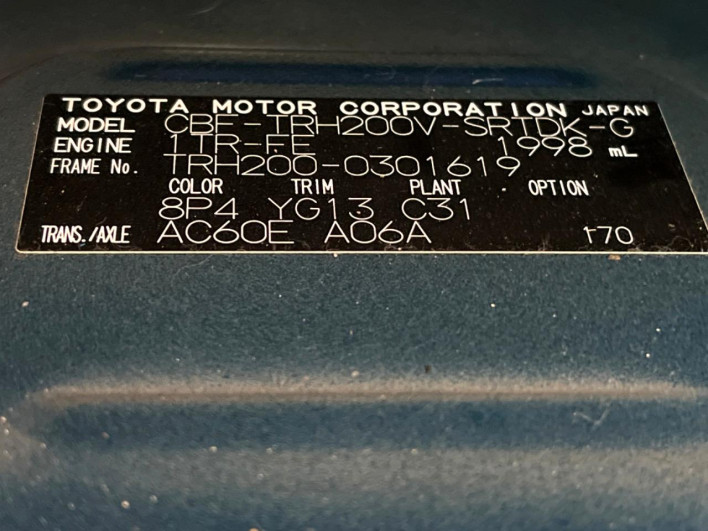 TOYOTA MOTOR CORPORATION JAPAN
MODEL CBF-TRH200V-SRTDK-G
ENGINE 1TR-FE 1998 mL
FRAME No. TRH200-0301619
COLOR TRIM PLANT OPTION
8P4 YG13 C31
TRANS./AXLE AC60E A06A 170